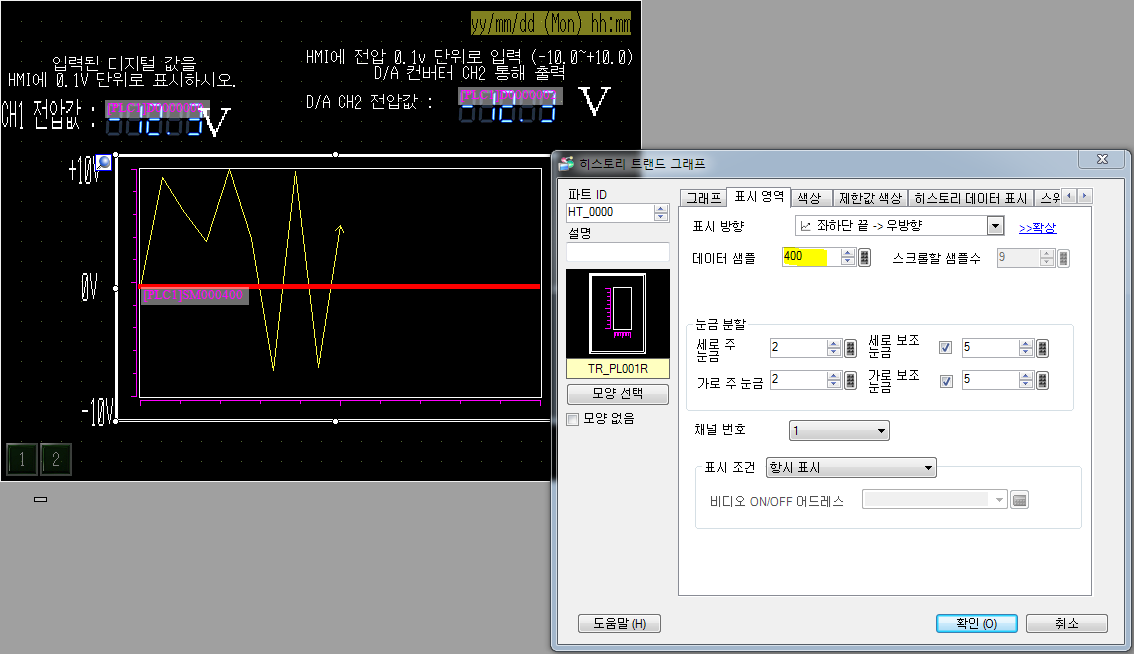 yy/mm/dd (Mon) hh:mm
입력된 디지털 값을
HMI에 0.1V 단위로 표시하시오.
HMI에 전압 0.1v 단위로 입력 (-10.0~+10.0)
D/A 컨버터 CH2 통해 출력
CH1 전압값 :
V
D/A CH2 전압값 :
V
+10V
0V
-10V
1
2
히스토리 트랜드 그래프
파트 ID
HT_0000
설명
TR_PL001R
모양 선택
모양 없음
그래프
표시 영역
색상
제한값 색상
히스토리 데이터 표시
스위
표시 방향
좌하단 끝 -> 우방향
>>확상
데이터 샘플
400
스크롤할 샘플수
9
눈금 분할
세로 주
눈금
2
세로 보조
눈금
5
가로 주 눈금
2
가로 보조
눈금
5
채널 번호
1
표시 조건
항시 표시
비디오 ON/OFF 어드레스
도움말 (H)
확인 (O)
취소